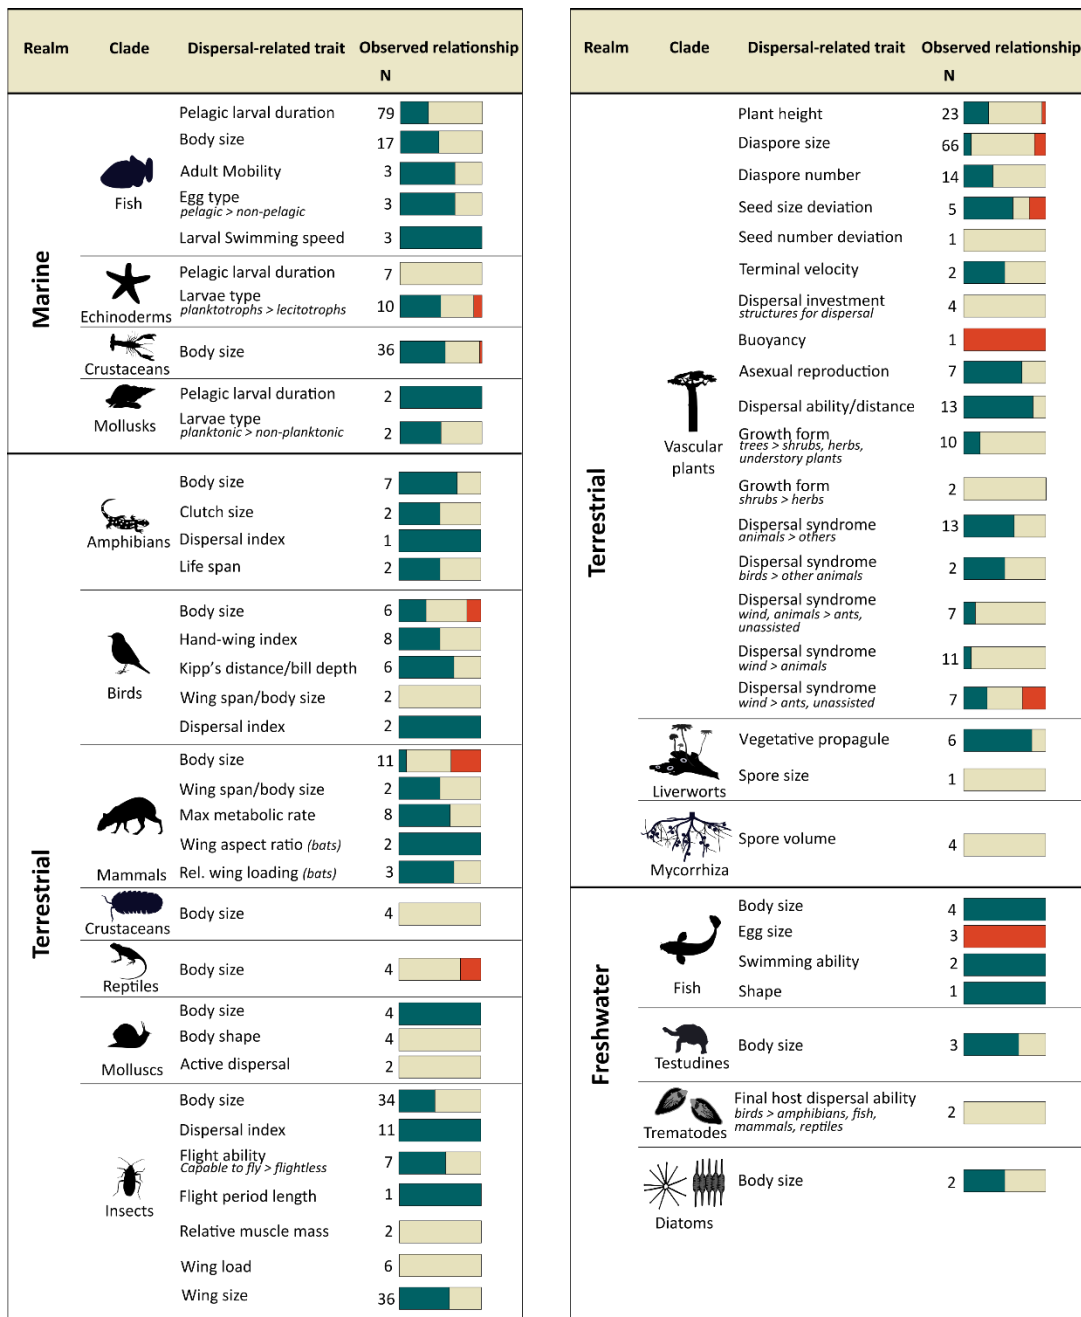 Realm Clade Dispersal-related trait Observed relationship
N
Marine
Pelagic larval duration 79
Body size 17
Adult Mobility 3
Egg type 3
pelagic > non-pelagic
Fish
Larval Swimming speed 3
Pelagic larval duration 7
Larvae type 10
planktotrophs > lecitotrophs
Echinoderms
Body size 36
Crustaceans
Pelagic larval duration 2
Mollusks
Larvae type 2
planktonic > non-planktonic
Terrestrial
Body size 7
Clutch size 2
Amphibians
Dispersal index 1
Life span 2
Body size 6
Hand-wing index 8
Kipp's distance/bill depth 6
Birds
Wing span/body size 2
Dispersal index 2
Body size 11
Wing span/body size 2
Max metabolic rate 8
Wing aspect ratio (bats) 2
Mammals Rel. wing loading (bats) 3
Body size 4
Crustaceans
Body size 4
Reptiles
Body size 4
Body shape 4
Molluscs Active dispersal 2
Body size 34
Dispersal index 11
Flight ability 7
Capable to fly > flightless
Flight period length 1
Insects
Relative muscle mass 2
Wing load 6
Wing size 36
Realm Clade Dispersal-related trait Observed relationship
N
Terrestrial
Plant height 23
Diaspore size 66
Diaspore number 14
Seed size deviation 5
Seed number deviation 1
Terminal velocity 2
Dispersal investment 4
structures for dispersal
Buoyancy 1
Asexual reproduction 7
Dispersal ability/distance 13
Vascular
plants
Growth form 10
trees > shrubs, herbs,
understory plants
Growth form 2
shrubs > herbs
Dispersal syndrome 13
animals > others
Dispersal syndrome 2
birds > other animals
Dispersal syndrome 7
wind, animals > ants,
unassisted
Dispersal syndrome 11
wind > animals
Dispersal syndrome 7
wind > ants, unassisted
Vegetative propagule 6
Spore size 1
Liverworts
Spore volume 4
Mycorrhiza
Freshwater
Body size 4
Egg size 3
Swimming ability 2
Fish Shape 1
Body size 3
Testudines
Final host dispersal ability 2
birds > amphibians, fish,
mammals, reptiles
Trematodes
Body size 2
Diatoms